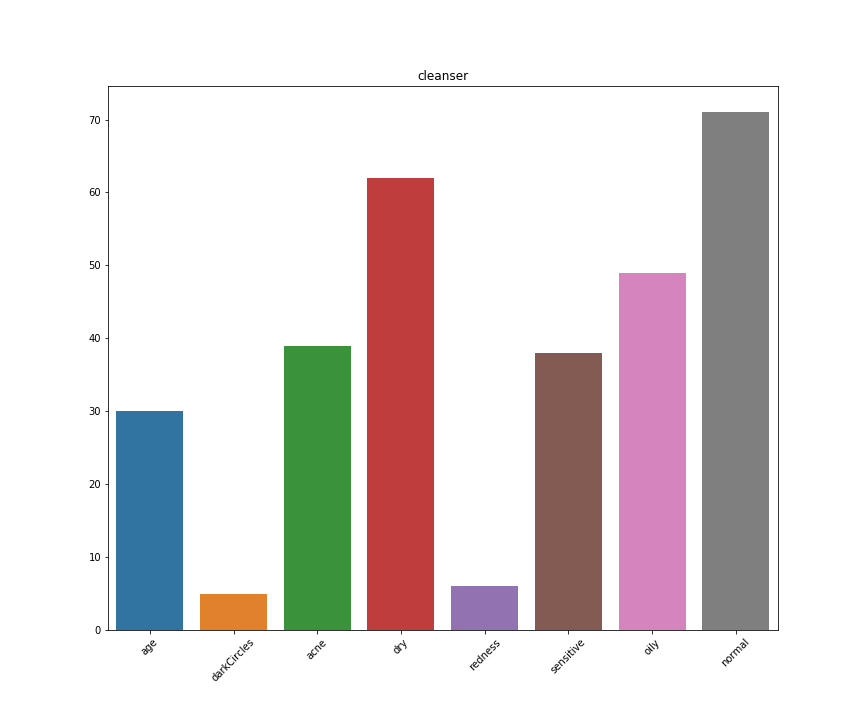 cleanser
70
60
50
40
30
20
10
0
age
darkCircles
acne
dry
redness
sensitive
oily
normal